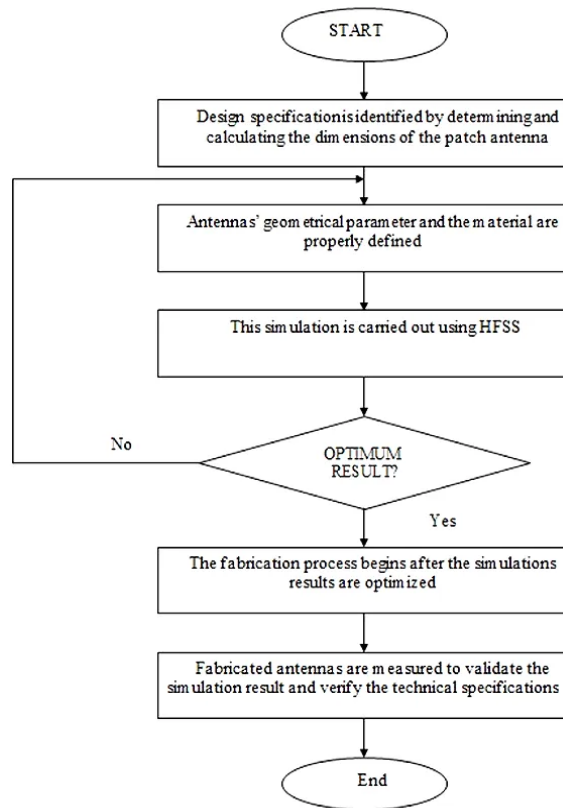 START
Design specification is identified by determining and
calculating the dimensions of the patch antenna
Antennas' geometrical parameter and the material are
properly defined
This simulation is carried out using HFSS
No
OPTIMUM
RESULT?
Yes
The fabrication process begins after the simulations
results are optimized
Fabricated antennas are measured to validate the
simulation result and verify the technical specifications
End